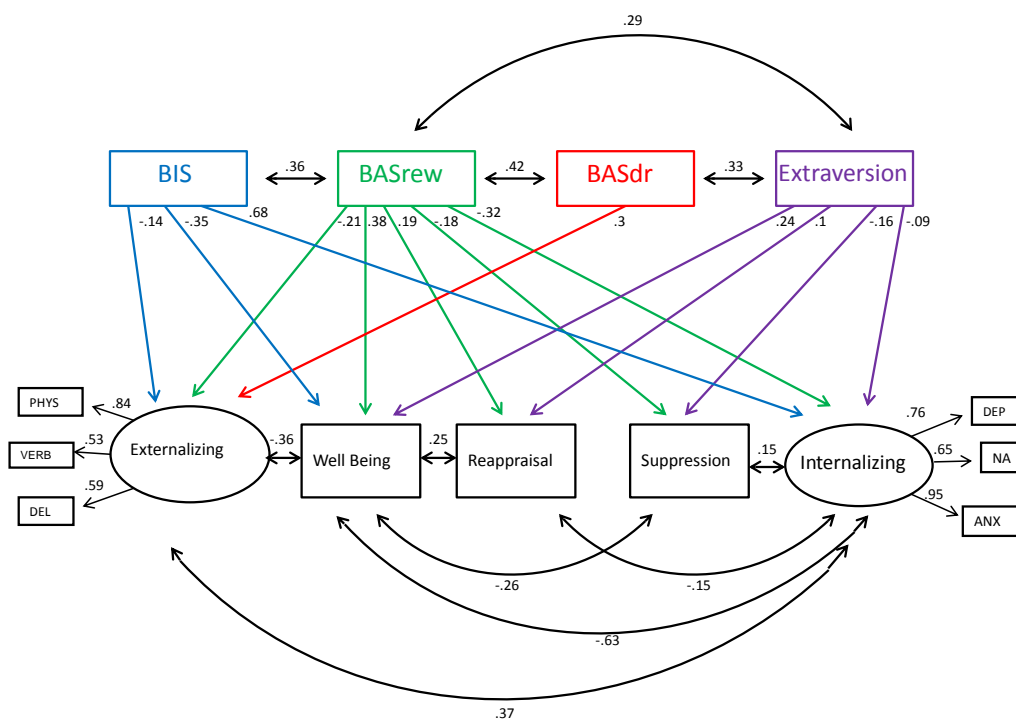 .29
BIS
.36
BASrew
.42
BASdr
.33
Extraversion
-.14
-.35
.68
-.21
.38
.19
-.18
-.32
.3
.24
.1
-.16
-.09
PHYS
.84
VERB
.53
DEL
.59
Externalizing
-.36
Well Being
.25
Reappraisal
Suppression
.15
Internalizing
.76
DEP
.65
NA
.95
ANX
-.26
-.15
-.63
.37